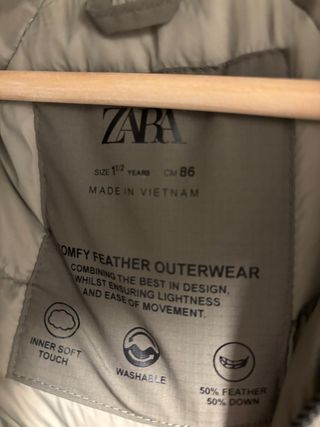 ZARA
SIZE 1 1/2 YEARS CM 86
MADE IN VIETNAM
OMFY FEATHER OUTERWEAR
COMBINING THE BEST IN DESIGN,
WHILST ENSURING LIGHTNESS
AND EASE OF MOVEMENT.
INNER SOFT
TOUCH
WASHABLE
50% FEATHER
50% DOWN